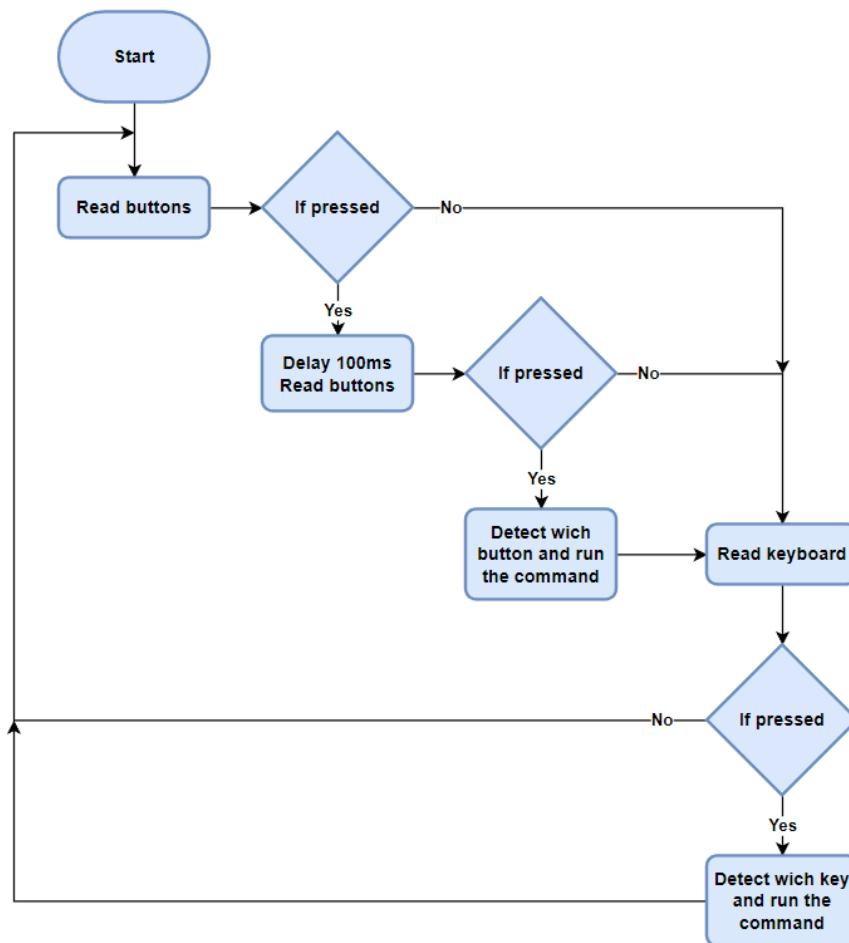 Start
Read buttons
If pressed
No
Yes
Delay 100ms
Read buttons
If pressed
No
Yes
Detect wich
button and run
the command
Read keyboard
If pressed
No
Yes
Detect wich key
and run the
command